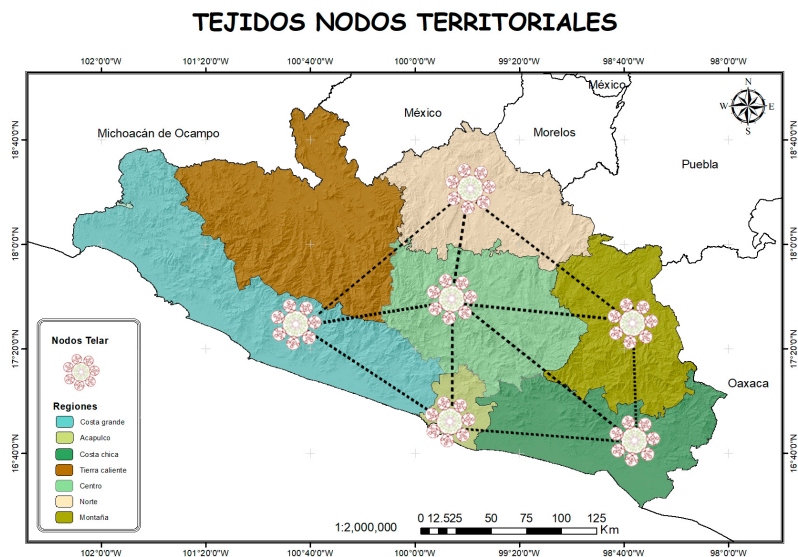 TEJIDOS NODOS TERRITORIALES
102°0'0"O 101°20'0"O 100°40'0"O 100°0'0"O 99°20'0"O 98°40'0"O 98°0'0"O
México
N
W E
S
México
Michoacán de Ocampo
Morelos
Puebla
18°40'0"N
18°40'0"N
18°0'0"N
18°0'0"N
17°20'0"N
17°20'0"N
16°40'0"N
16°40'0"N
Oaxaca
Nodos Telar
Regiones
Costa grande
Acapulco
Costa chica
Tierra caliente
Centro
Norte
Montaña
1:2,000,000
0 12.525 50 75 100 125
Km
102°0'0"O 101°20'0"O 100°40'0"O 100°0'0"O 99°20'0"O 98°40'0"O 98°0'0"O